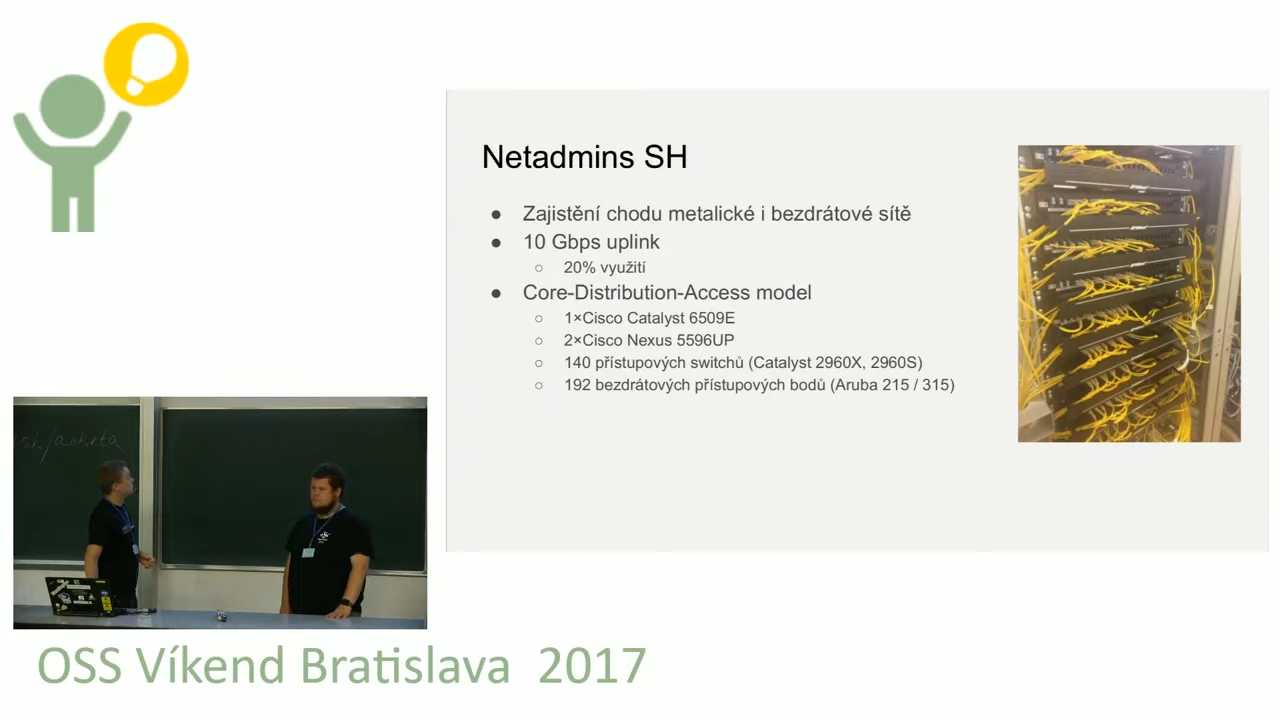 Netadmins SH
● Zajistění chodu metalické i bezdrátové sítě
● 10 Gbps uplink
○ 20% využití
● Core-Distribution-Access model
○ 1×Cisco Catalyst 6509E
○ 2×Cisco Nexus 5596UP
○ 140 přístupových switchů (Catalyst 2960X, 2960S)
○ 192 bezdrátových přístupových bodů (Aruba 215 / 315)
/anketa
OSS Víkend Bratislava 2017